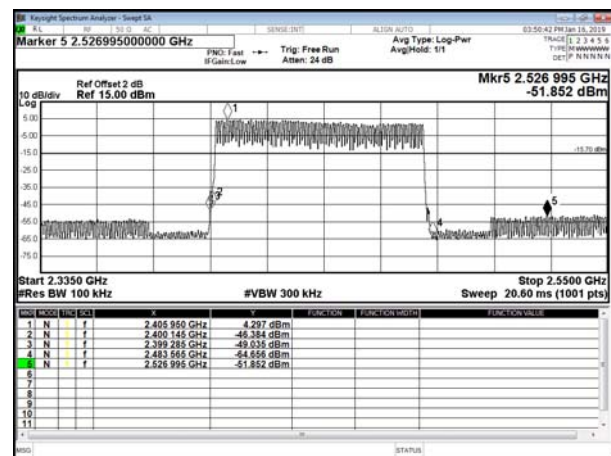 Keysight Spectrum Analyzer - Swept SA
RL RF 50 Ω AC SENSE:INT ALIGN AUTO 03:50:42 PM Jan 16, 2019
Marker 5 2.526995000000 GHz Avg Type: Log-Pwr TRACE 1 2 3 4 5 6
PNO: Fast Trig: Free Run Avg|Hold: 1/1 TYPE M WWWWW
IFGain:Low Atten: 24 dB DET P N N N N N
Ref Offset 2 dB Mkr5 2.526 995 GHz
10 dB/div Ref 15.00 dBm -51.852 dBm
Log
1
5.00
-5.00
-15.0
-15.70 dBm
-25.0
-35.0
-45.0
2
3
5
-55.0
4
-65.0
-75.0
Start 2.3350 GHz Stop 2.5500 GHz
#Res BW 100 kHz #VBW 300 kHz Sweep 20.60 ms (1001 pts)
MKR MODE TRC SCL X Y FUNCTION FUNCTION WIDTH FUNCTION VALUE
1 N f 2.405 950 GHz 4.297 dBm
2 N f 2.400 145 GHz -46.384 dBm
3 N f 2.399 285 GHz -49.035 dBm
4 N f 2.483 565 GHz -64.656 dBm
5 N f 2.526 995 GHz -51.852 dBm
6
7
8
9
10
11
MSG STATUS